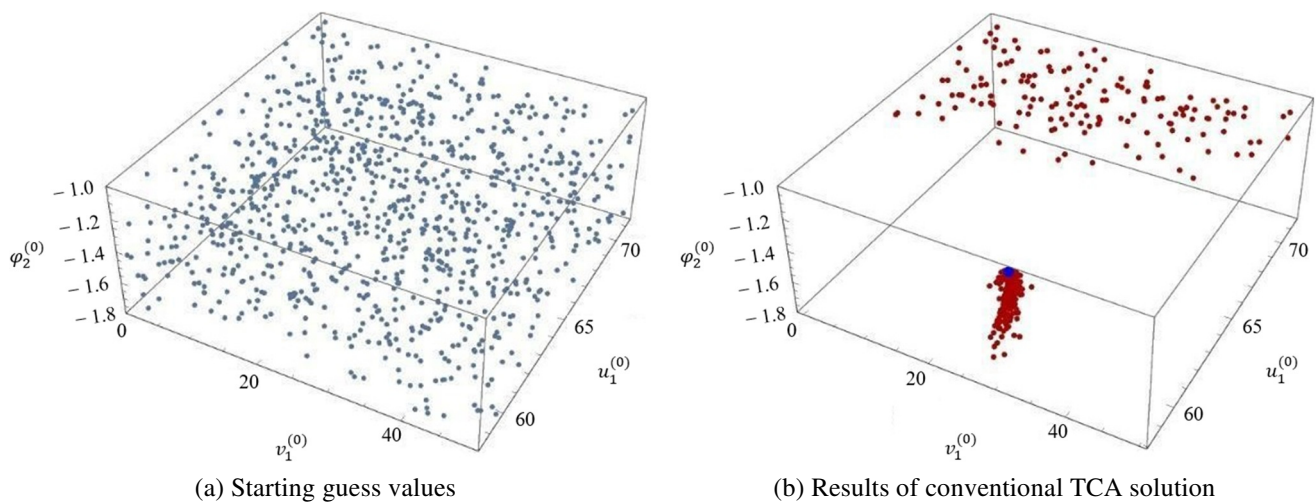 − 1.0
− 1.2
− 1.4
− 1.6
− 1.8
φ₂⁽⁰⁾
0
20
40
v₁⁽⁰⁾
60
65
70
u₁⁽⁰⁾
(a) Starting guess values
− 1.0
− 1.2
− 1.4
− 1.6
− 1.8
φ₂⁽⁰⁾
0
20
40
v₁⁽⁰⁾
60
65
70
u₁⁽⁰⁾
(b) Results of conventional TCA solution